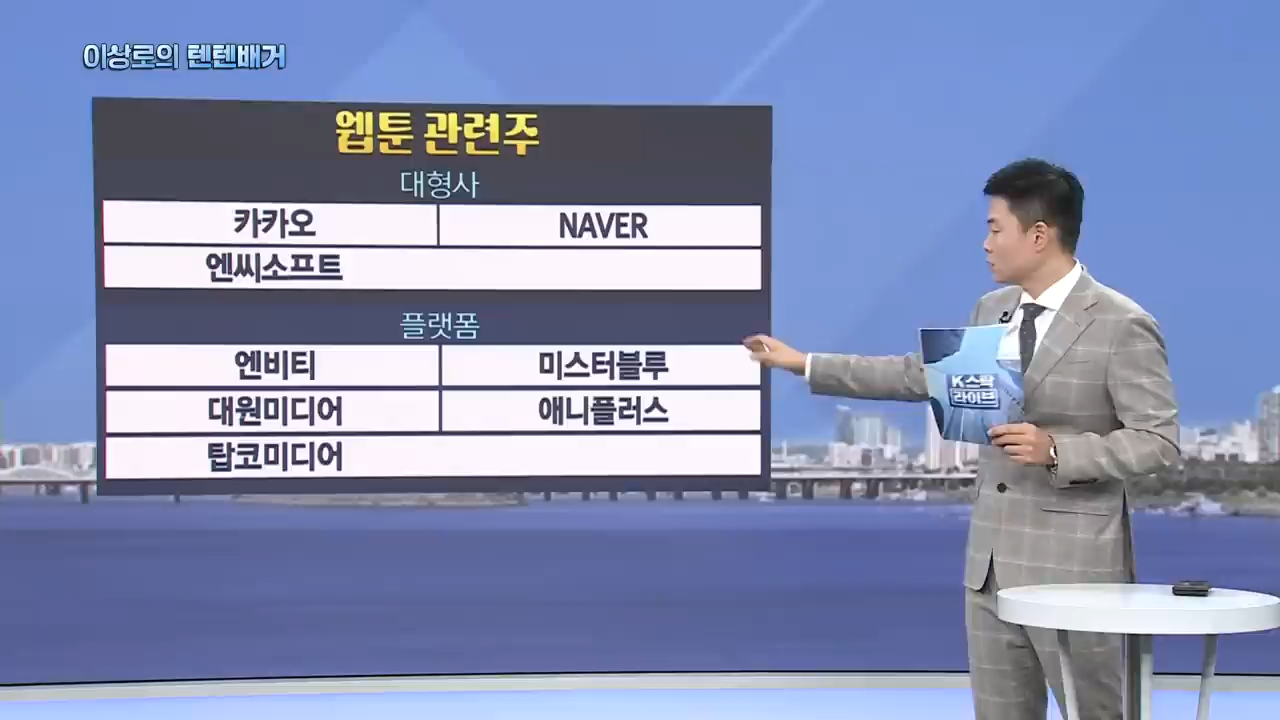 이상로의 텐텐배거
웹툰 관련주
대형사
카카오 NAVER
엔씨소프트
플랫폼
엔비티 미스터블루
대원미디어 애니플러스
탑코미디어
K스탁
라이브